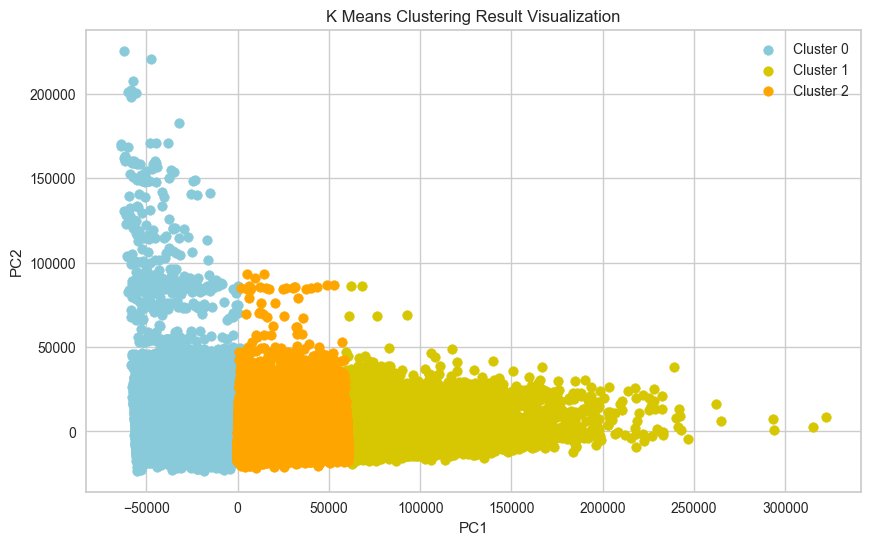 K Means Clustering Result Visualization
Cluster 0
Cluster 1
Cluster 2
PC2
200000
150000
100000
50000
0
−50000 0 50000 100000 150000 200000 250000 300000
PC1